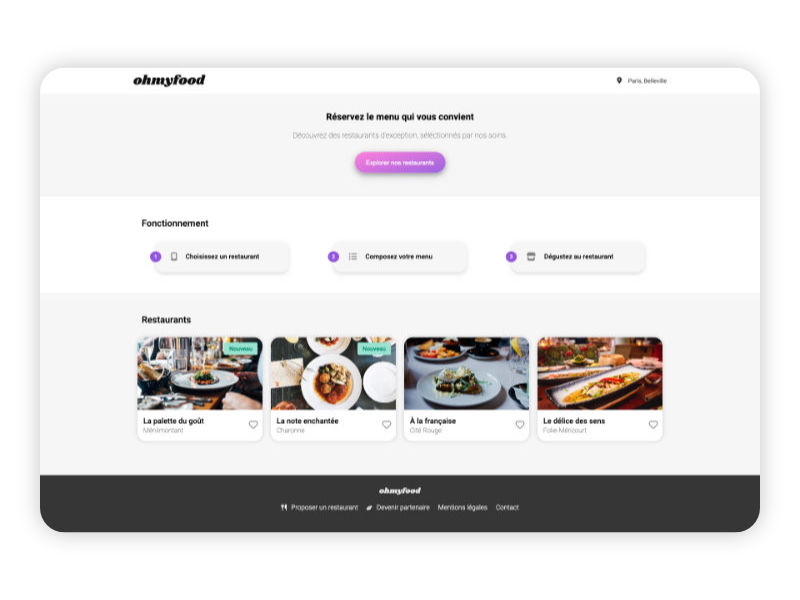 ohmyfood
Paris, Belleville
Réservez le menu qui vous convient
Découvrez des restaurants d'exception, séléctionnés par nos soins.
Explorer nos restaurants
Fonctionnement
1 Choisissez un restaurant
2 Composez votre menu
3 Dégustez au restaurant
Restaurants
Nouveau
Nouveau
La palette du goût
Ménilmontant
La note enchantée
Charonne
À la française
Cité Rouge
Le délice des sens
Folie-Méricourt
ohmyfood
Proposer un restaurant Devenir partenaire Mentions légales Contact